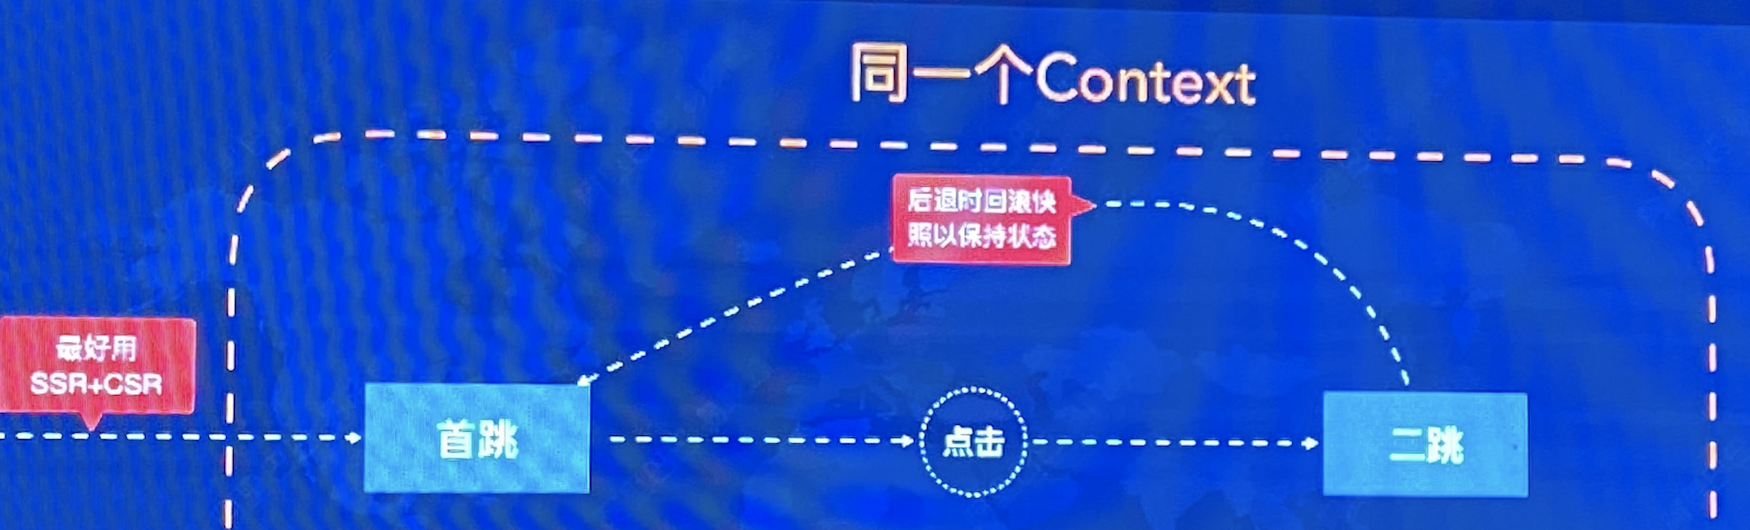 同一个Context
后退时回滚快
照以保持状态
最好用
SSR+CSR
首跳
点击
二跳